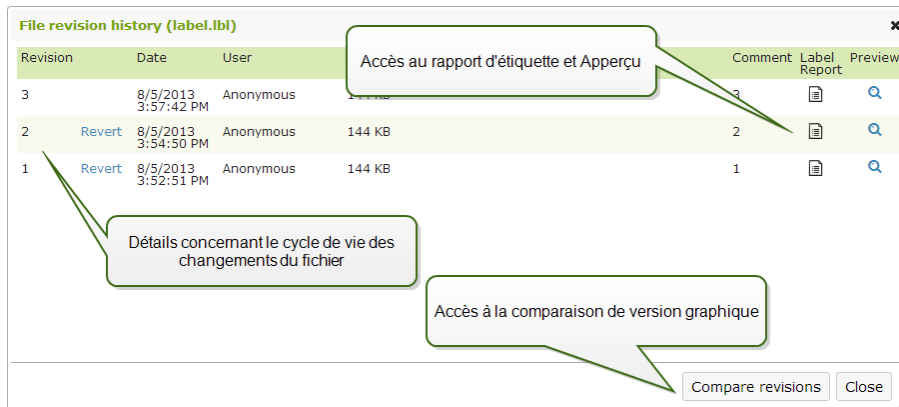 File revision history (label.lbl)
Revision Date User Comment Label Report Preview
Accès au rapport d'étiquette et Apperçu
3 8/5/2013 3:57:42 PM Anonymous 144 KB 3
2 Revert 8/5/2013 3:54:50 PM Anonymous 144 KB 2
1 Revert 8/5/2013 3:52:51 PM Anonymous 144 KB 1
Détails concernant le cycle de vie des
changements du fichier
Accès à la comparaison de version graphique
Compare revisions Close